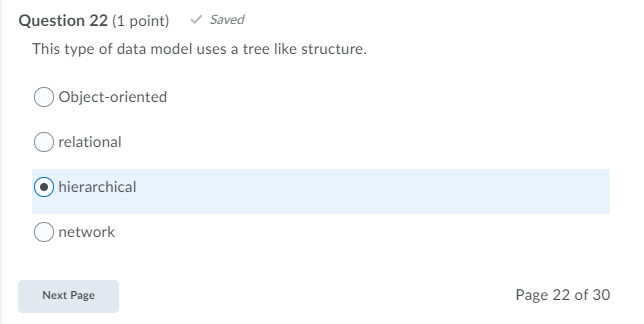 Question 22 (1 point) Saved
This type of data model uses a tree like structure.
Object-oriented
relational
hierarchical
network
Next Page Page 22 of 30